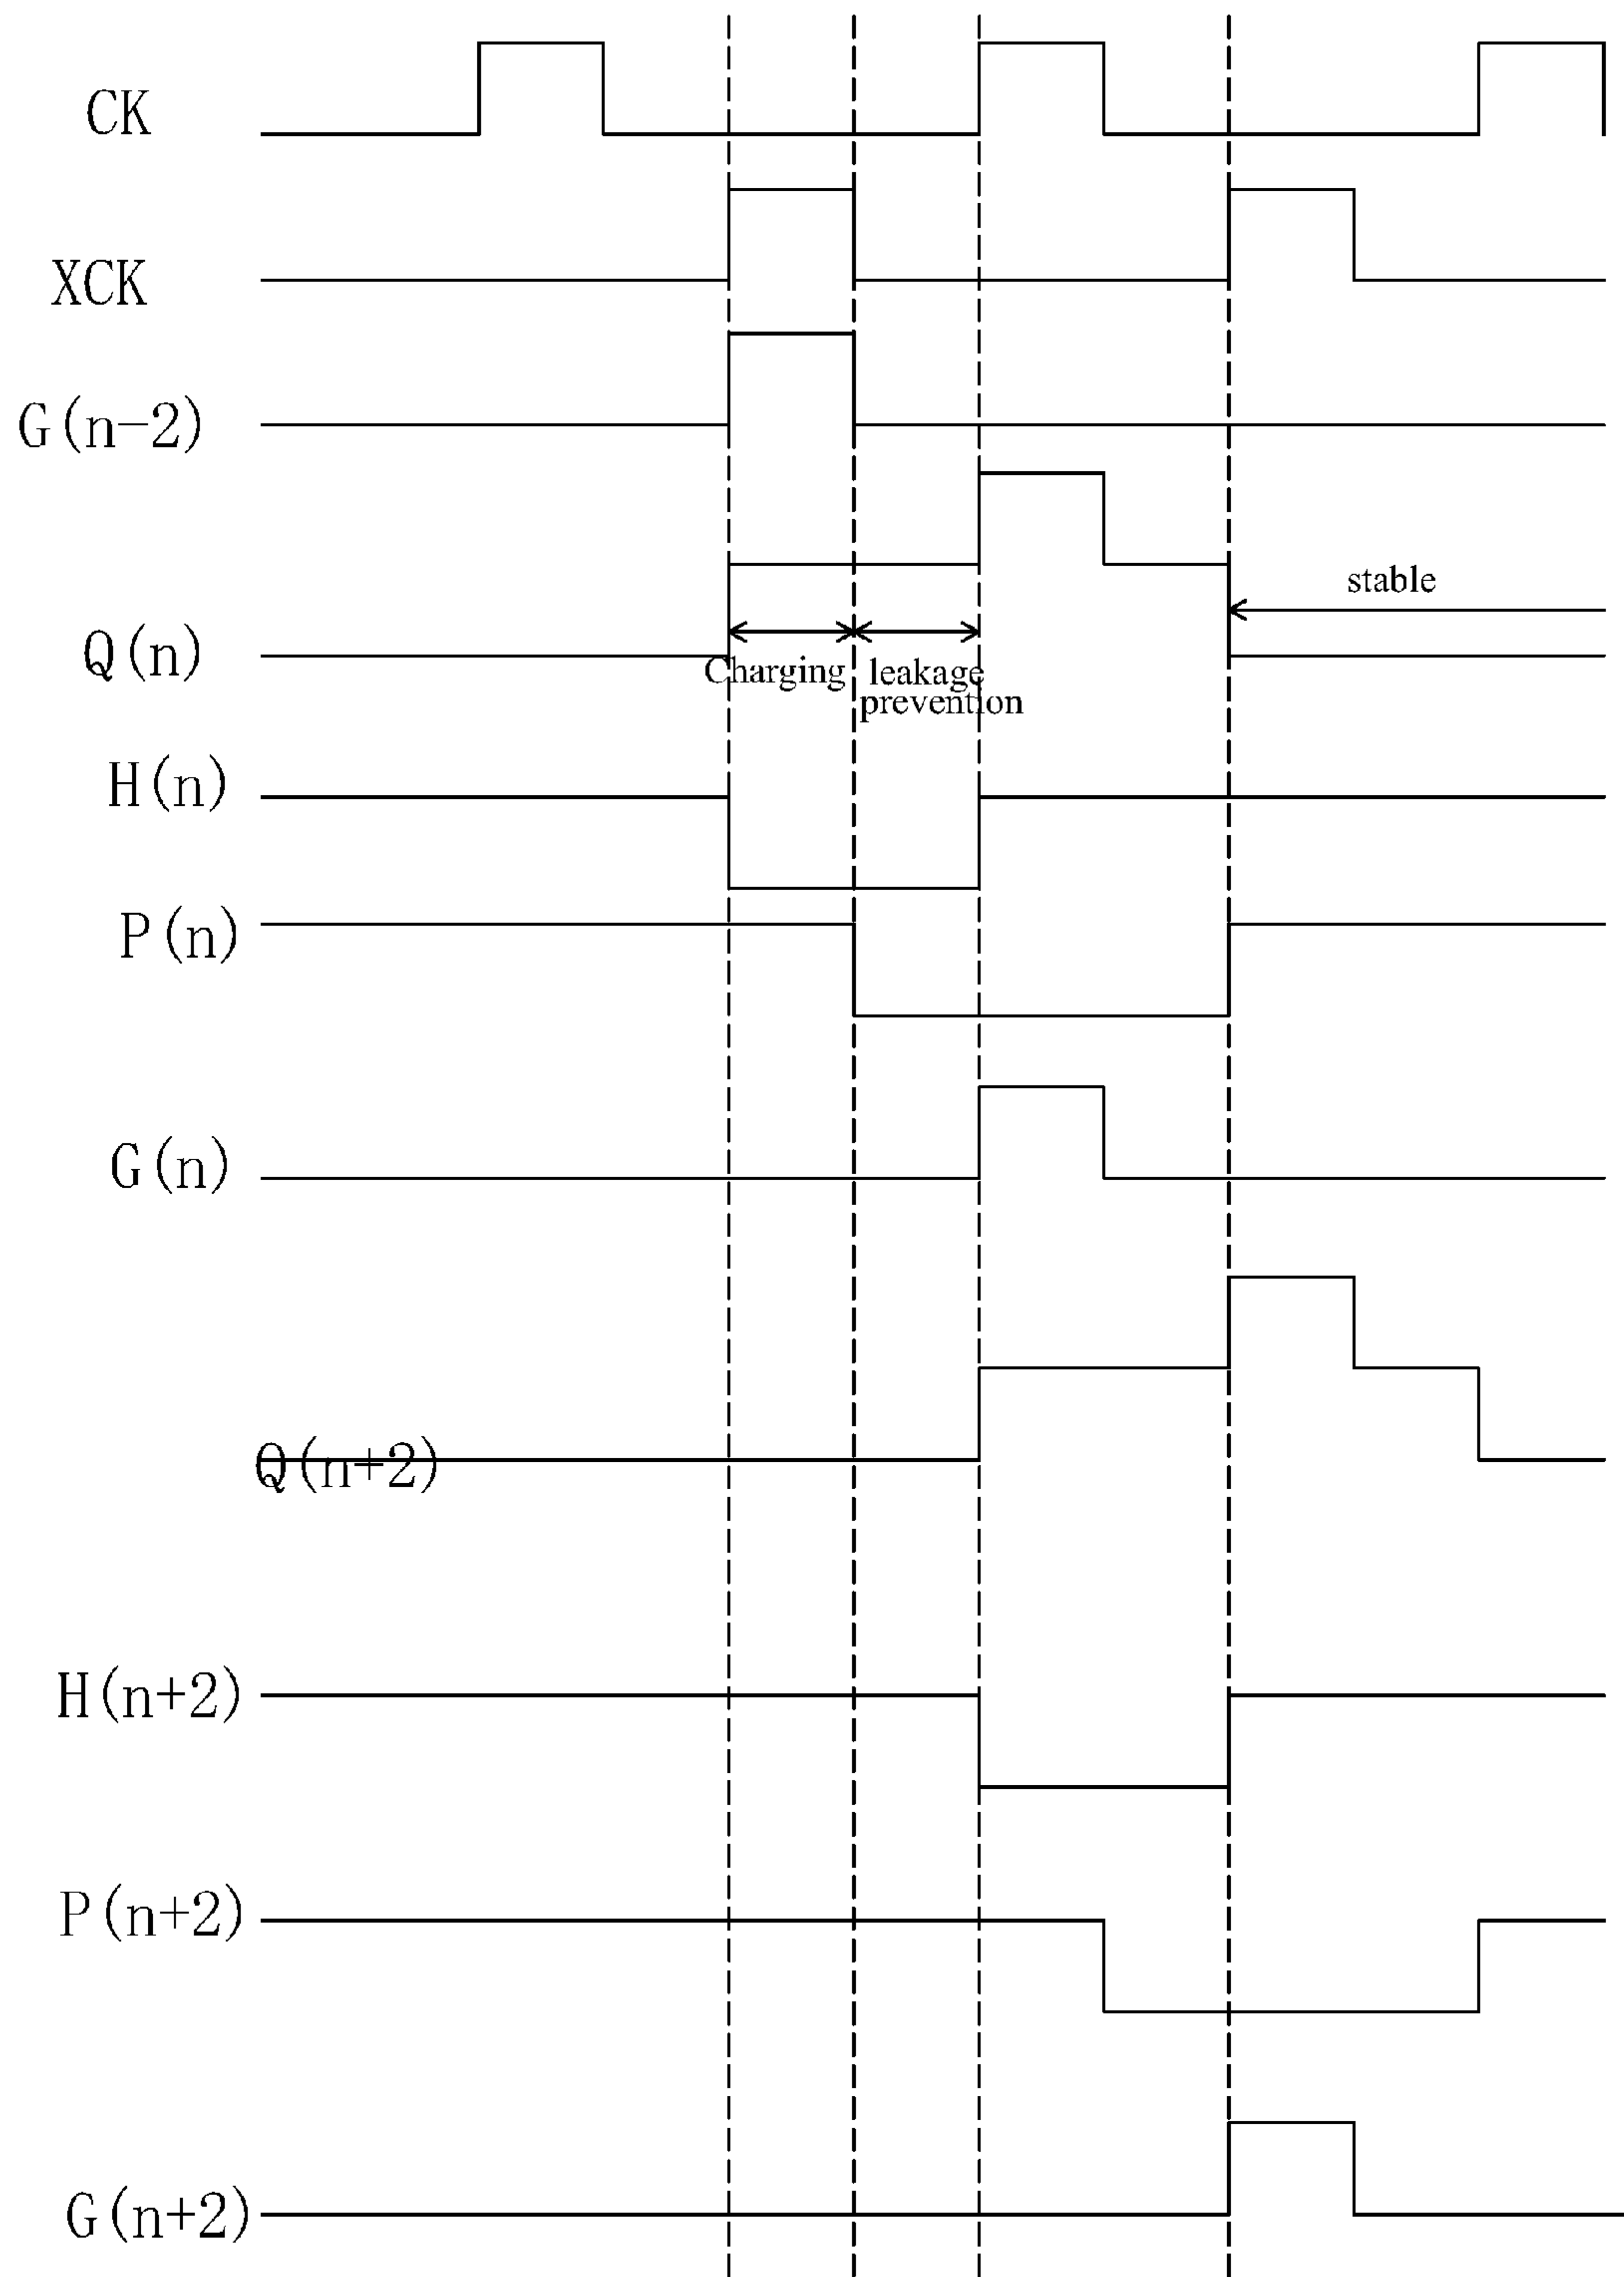 CK
XCK
G(n-2)
stable
Q(n)
Charging
leakage
prevention
H(n)
P(n)
G(n)
Q(n+2)
H(n+2)
P(n+2)
G(n+2)